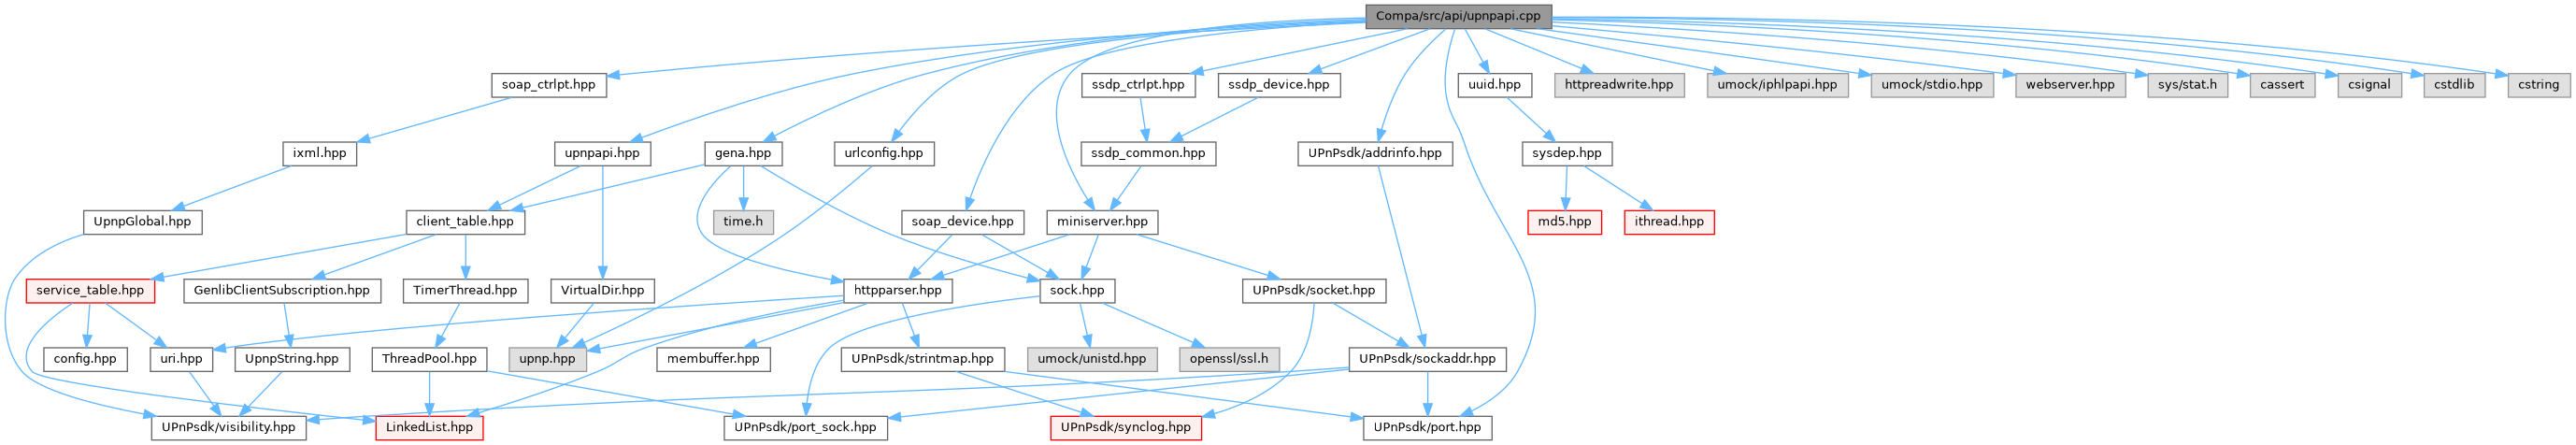 Compa/src/api/upnpapi.cpp
soap_ctrlpt.hpp
ssdp_ctrlpt.hpp
ssdp_device.hpp
uuid.hpp
httpreadwrite.hpp
umock/iphlpapi.hpp
umock/stdio.hpp
webserver.hpp
sys/stat.h
cassert
csignal
cstdlib
cstring
ixml.hpp
upnpapi.hpp
gena.hpp
urlconfig.hpp
ssdp_common.hpp
UPnPsdk/addrinfo.hpp
sysdep.hpp
UpnpGlobal.hpp
client_table.hpp
time.h
soap_device.hpp
miniserver.hpp
md5.hpp
ithread.hpp
service_table.hpp
GenlibClientSubscription.hpp
TimerThread.hpp
VirtualDir.hpp
httpparser.hpp
sock.hpp
UPnPsdk/socket.hpp
config.hpp
uri.hpp
UpnpString.hpp
ThreadPool.hpp
upnp.hpp
membuffer.hpp
UPnPsdk/strintmap.hpp
umock/unistd.hpp
openssl/ssl.h
UPnPsdk/sockaddr.hpp
UPnPsdk/visibility.hpp
LinkedList.hpp
UPnPsdk/port_sock.hpp
UPnPsdk/synclog.hpp
UPnPsdk/port.hpp